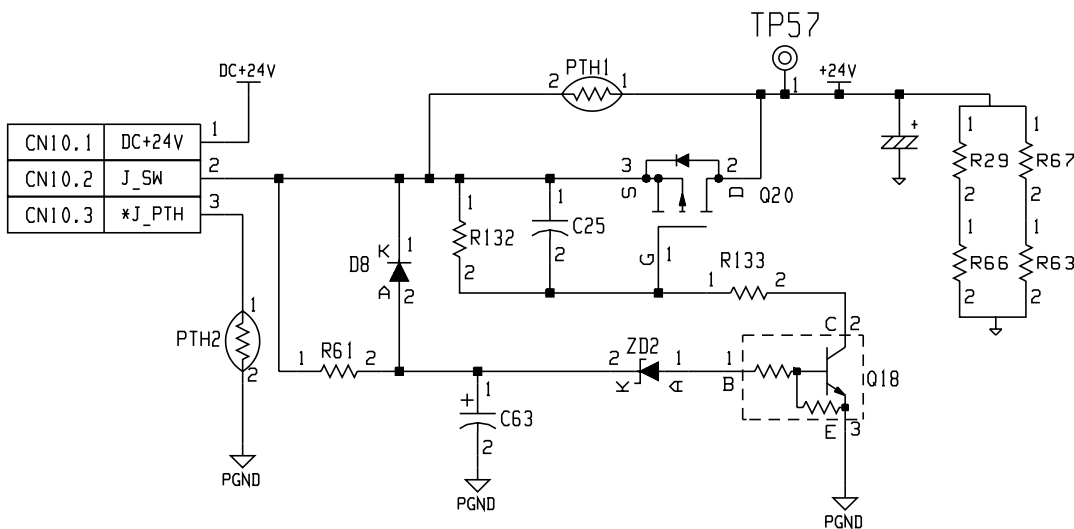 TP57
PTH1
2
1
1
+24V
DC+24V
1
CN10.1
DC+24V
2
CN10.2
J_SW
3
CN10.3
*J_PTH
+
1
R29
2
1
R67
2
1
R66
2
1
R63
2
3
2
S
D
Q20
G
1
1
R132
2
1
C25
2
D8
K
1
A
2
R133
1
2
PTH2
1
2
PGND
1
R61
2
ZD2
2
1
K
A
1
B
C
2
Q18
E
3
+
1
C63
2
PGND
PGND